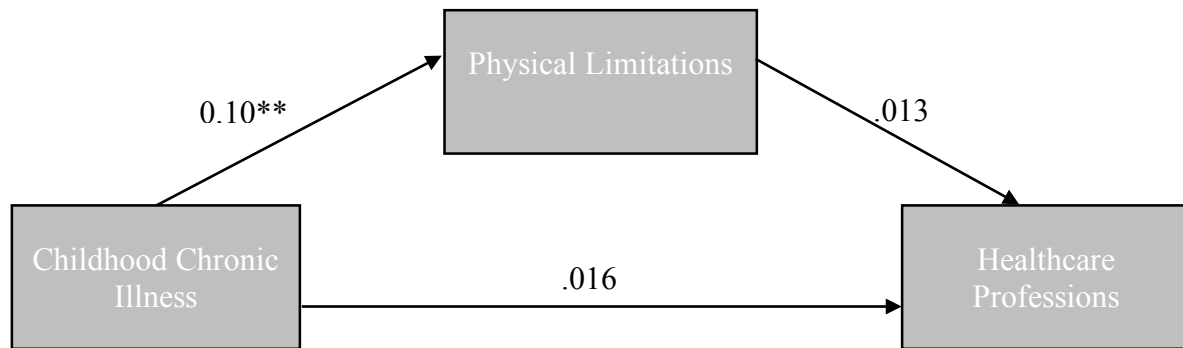 Physical Limitations
0.10**
.013
Childhood Chronic
Illness
.016
Healthcare
Professions